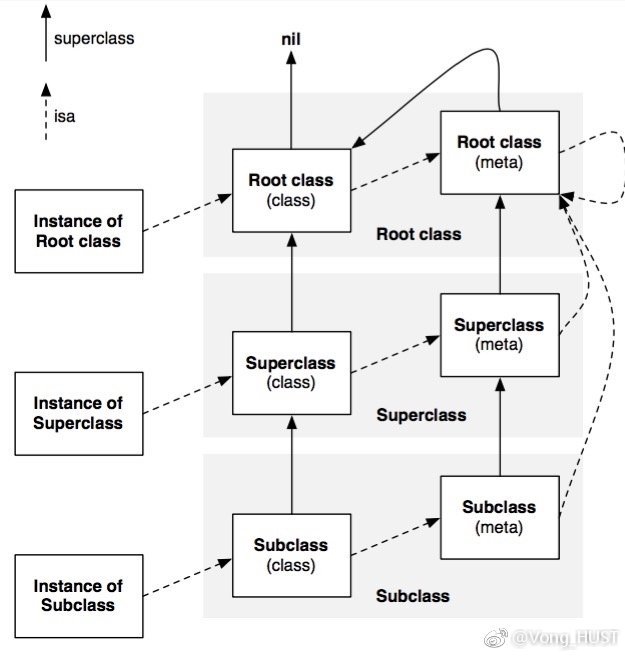 superclass
nil
isa
Root class
(meta)
Root class
(class)
Instance of
Root class
Root class
Superclass
(meta)
Superclass
(class)
Instance of
Superclass
Superclass
Subclass
(meta)
Subclass
(class)
Instance of
Subclass
Subclass
@Vong_HUST